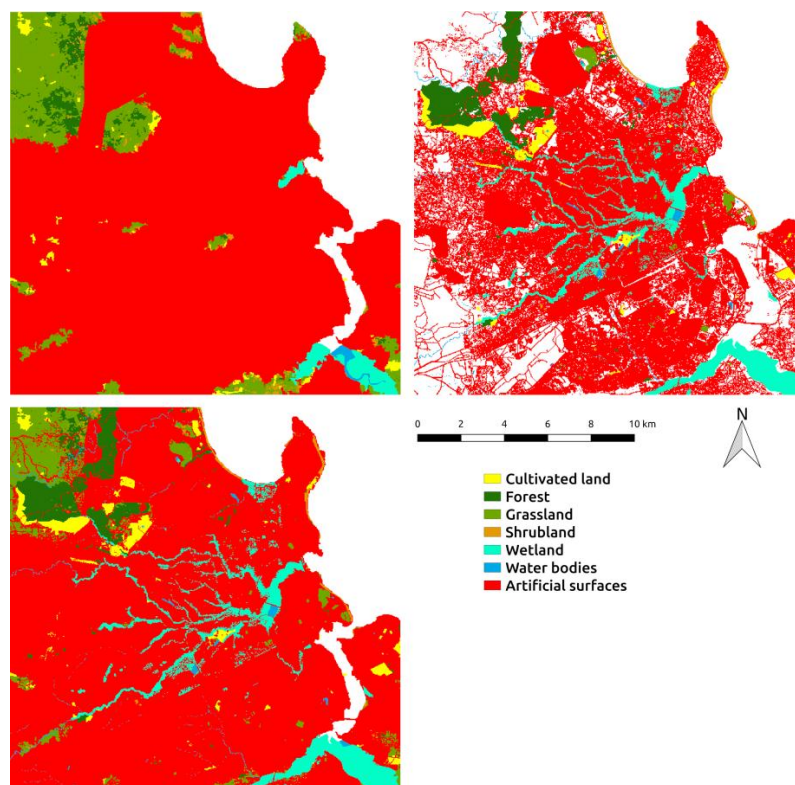 N
0 2 4 6 8 10 km
Cultivated land
Forest
Grassland
Shrubland
Wetland
Water bodies
Artificial surfaces